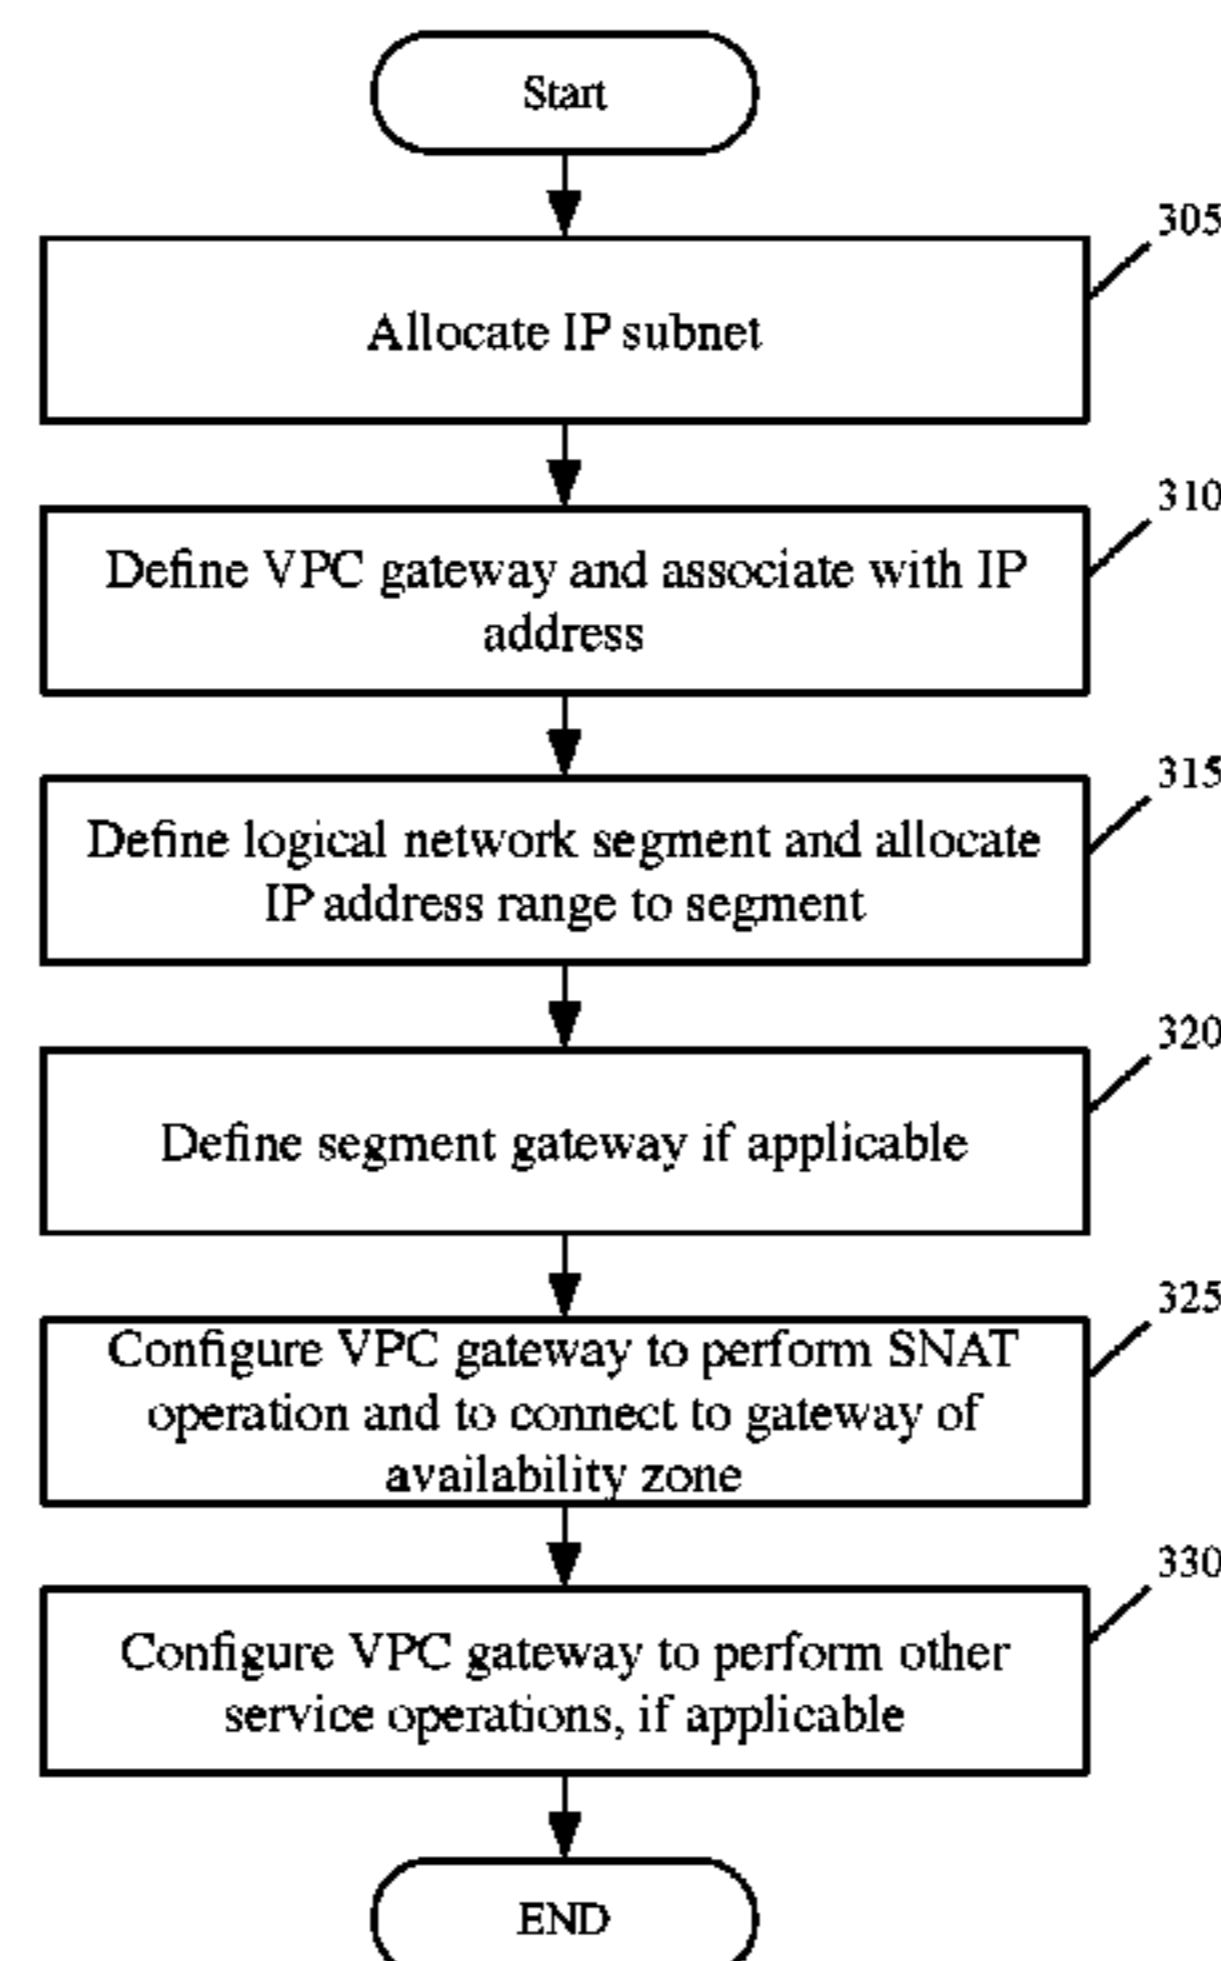 Start
305
Allocate IP subnet
310
Define VPC gateway and associate with IP
address
315
Define logical network segment and allocate
IP address range to segment
320
Define segment gateway if applicable
325
Configure VPC gateway to perform SNAT
operation and to connect to gateway of
availability zone
330
Configure VPC gateway to perform other
service operations, if applicable
END